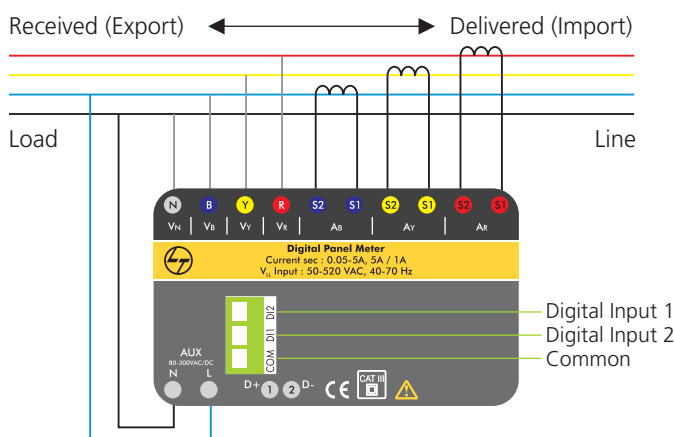 Received (Export) Delivered (Import)
Load Line
N B Y R S2 S1 S2 S1 S2 S1
VN VB VY VR AB AY AR
Digital Panel Meter
Current sec : 0.05-5A, 5A / 1A
VLL Input : 50-520 VAC, 40-70 Hz
LT
DI2 Digital Input 1
DI1 Digital Input 2
COM Common
AUX
80-300VAC/DC
N L
D+ 1 2 D- CE CAT III